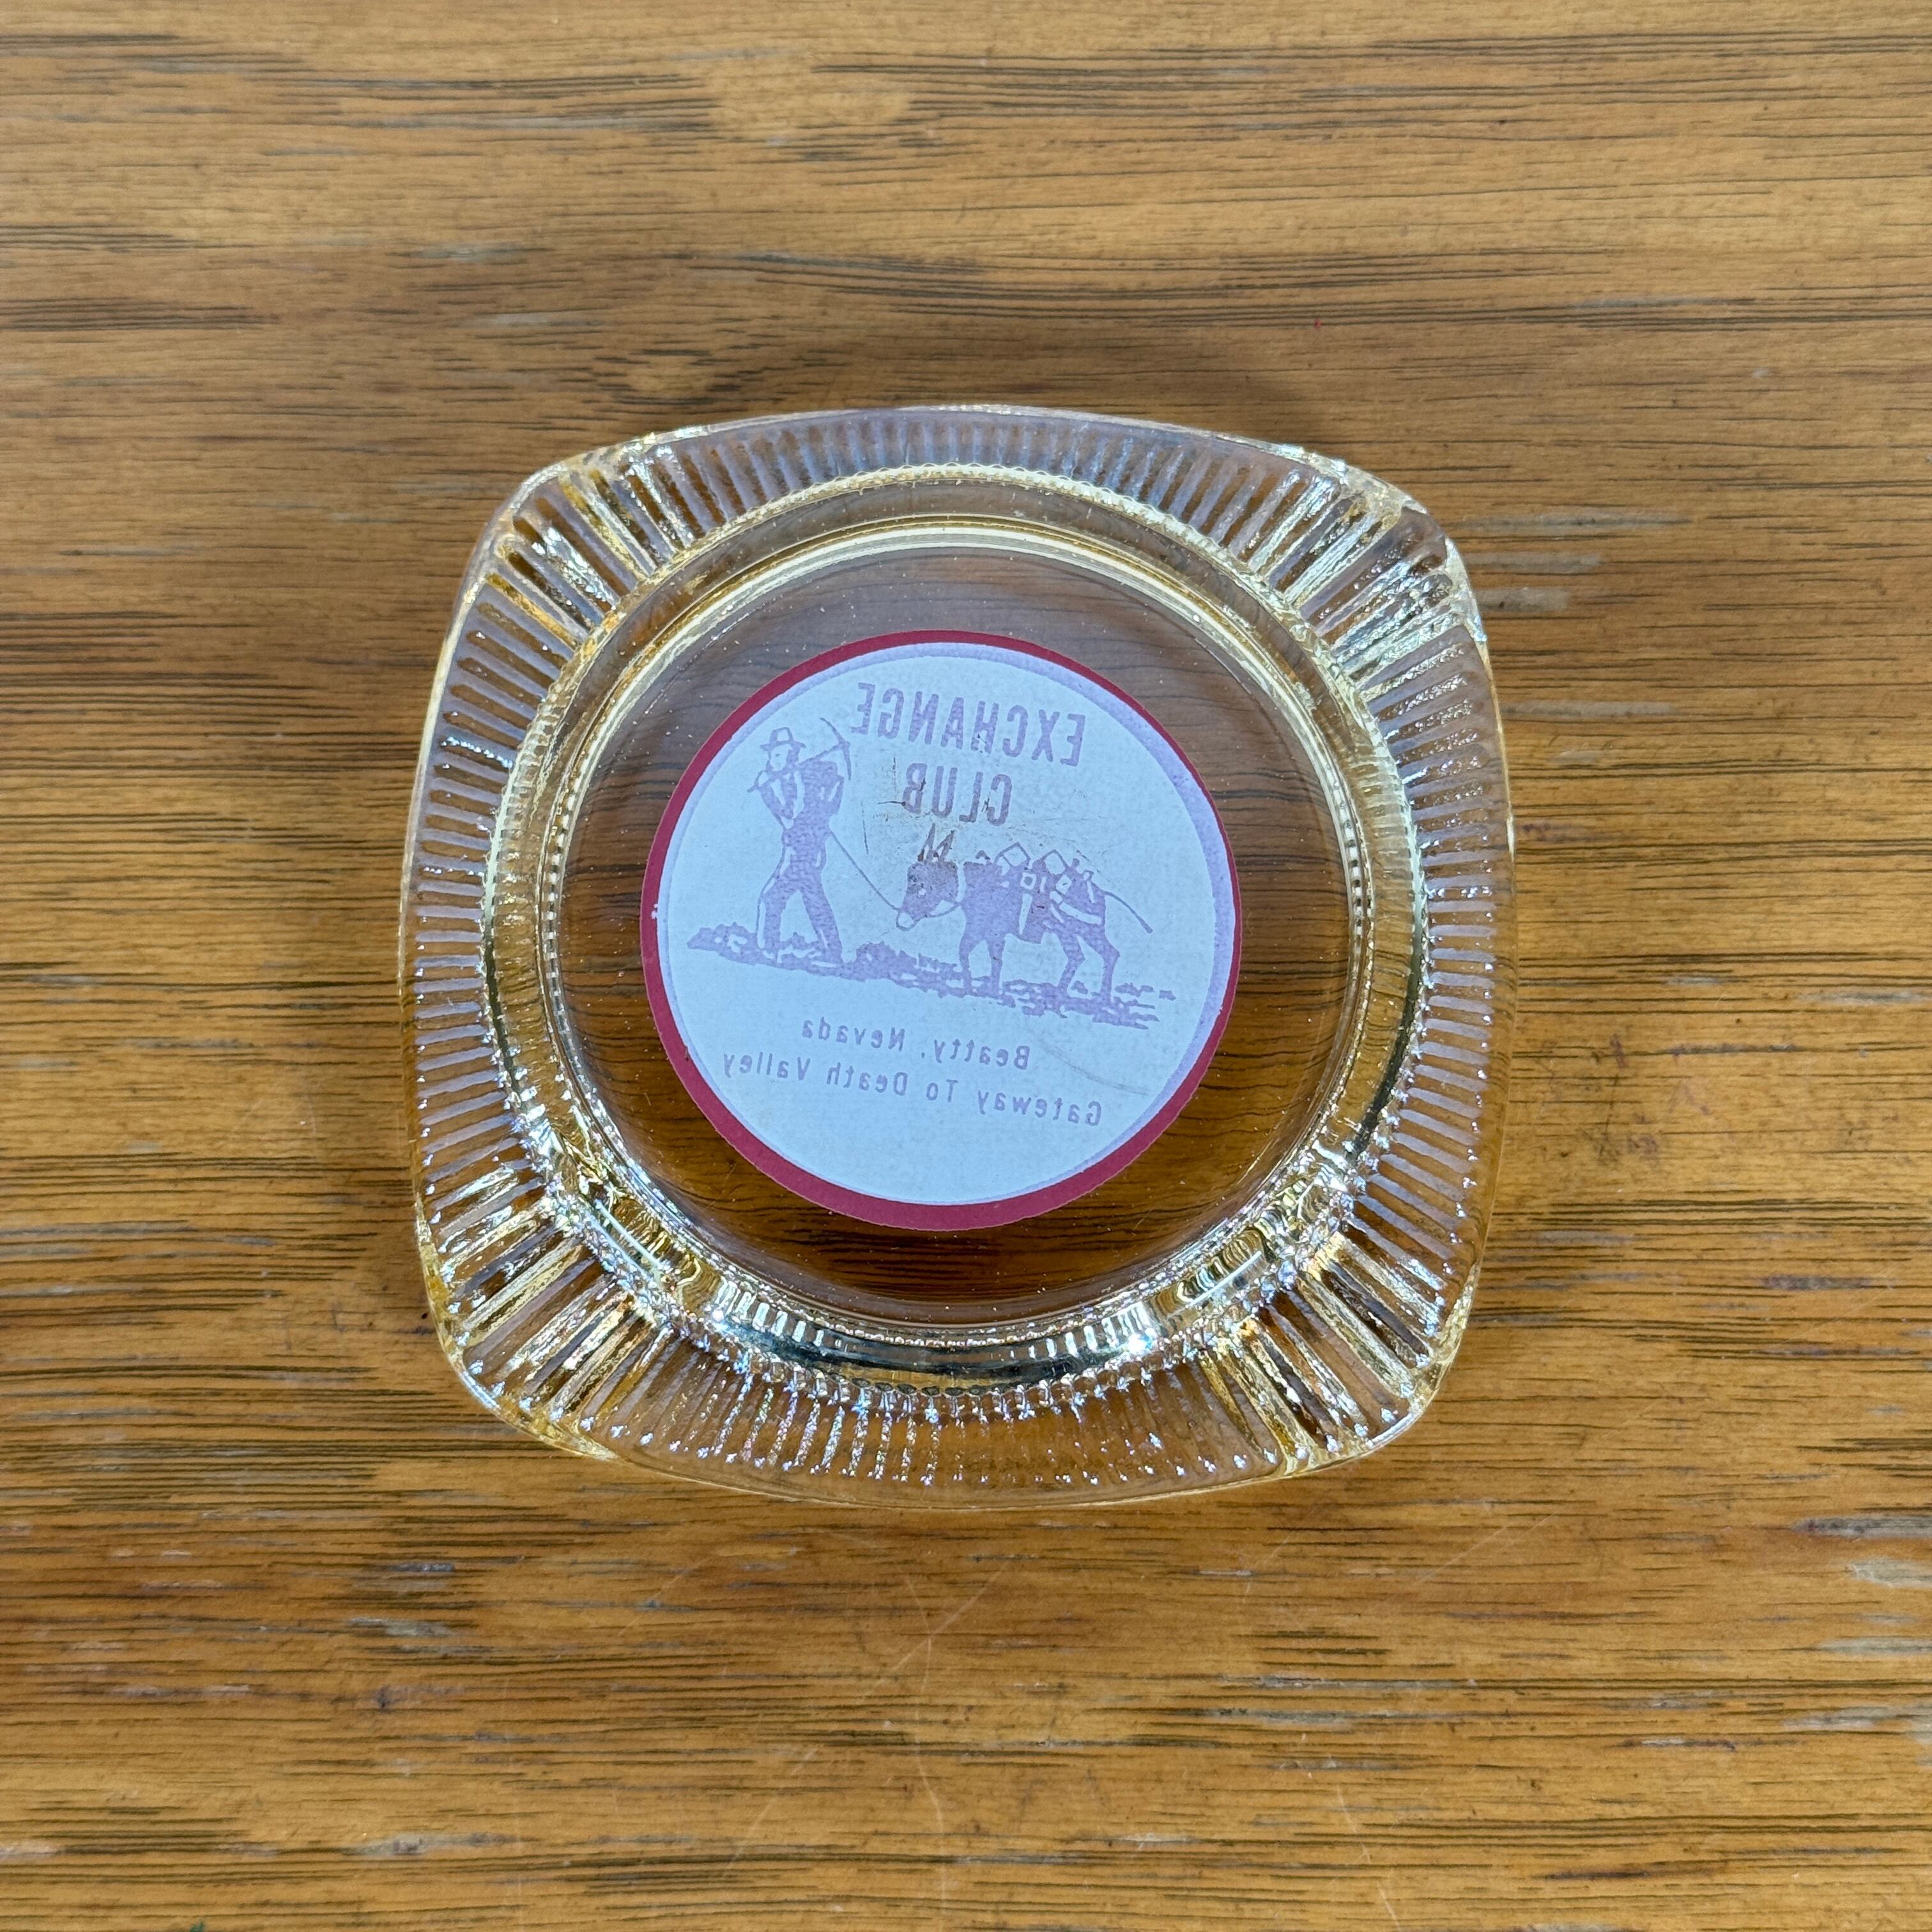 EXCHANGE
CLUB
Beatty, Nevada
Gateway To Death Valley